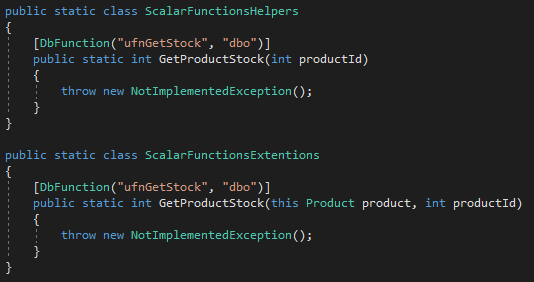 public static class ScalarFunctionsHelpers
{
[DbFunction("ufnGetStock", "dbo")]
public static int GetProductStock(int productId)
{
throw new NotImplementedException();
}
}
public static class ScalarFunctionsExtentions
{
[DbFunction("ufnGetStock", "dbo")]
public static int GetProductStock(this Product product, int productId)
{
throw new NotImplementedException();
}
}